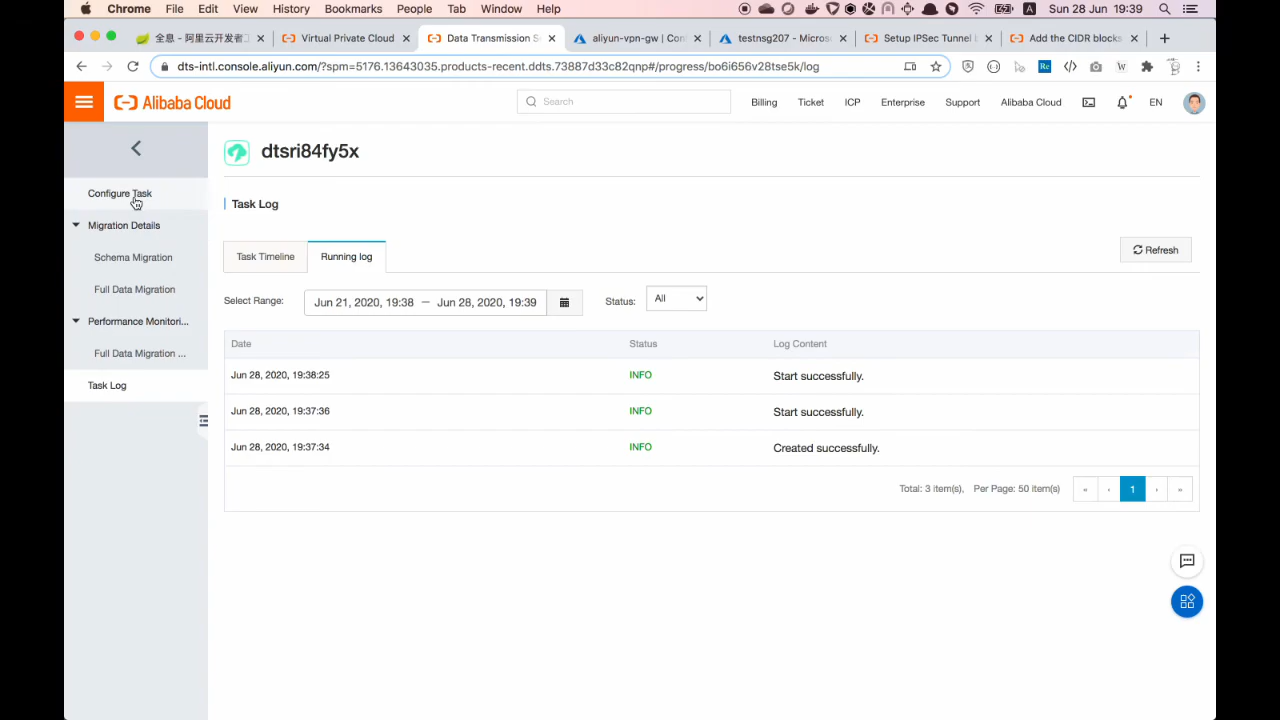 Chrome File Edit View History Bookmarks People Tab Window Help Sun 28 Jun 19:39
全息 - 阿里云开发者 Virtual Private Cloud Data Transmission S aliyun-vpn-gw | Con testnsg207 - Micros Setup IPSec Tunnel Add the CIDR blocks
dts-intl.console.aliyun.com/?spm=5176.13643035.products-recent.ddts.73887d33c82qnp#/progress/bo6i656v28tse5k/log
Alibaba Cloud Search Billing Ticket ICP Enterprise Support Alibaba Cloud EN
dtsri84fy5x
Configure Task
Task Log
Migration Details
Schema Migration
Task Timeline Running log Refresh
Full Data Migration
Select Range: Jun 21, 2020, 19:38 – Jun 28, 2020, 19:39 Status: All
Performance Monitori...
Date Status Log Content
Full Data Migration ...
Jun 28, 2020, 19:38:25 INFO Start successfully.
Task Log
Jun 28, 2020, 19:37:36 INFO Start successfully.
Jun 28, 2020, 19:37:34 INFO Created successfully.
Total: 3 item(s), Per Page: 50 item(s) « ‹ 1 › »